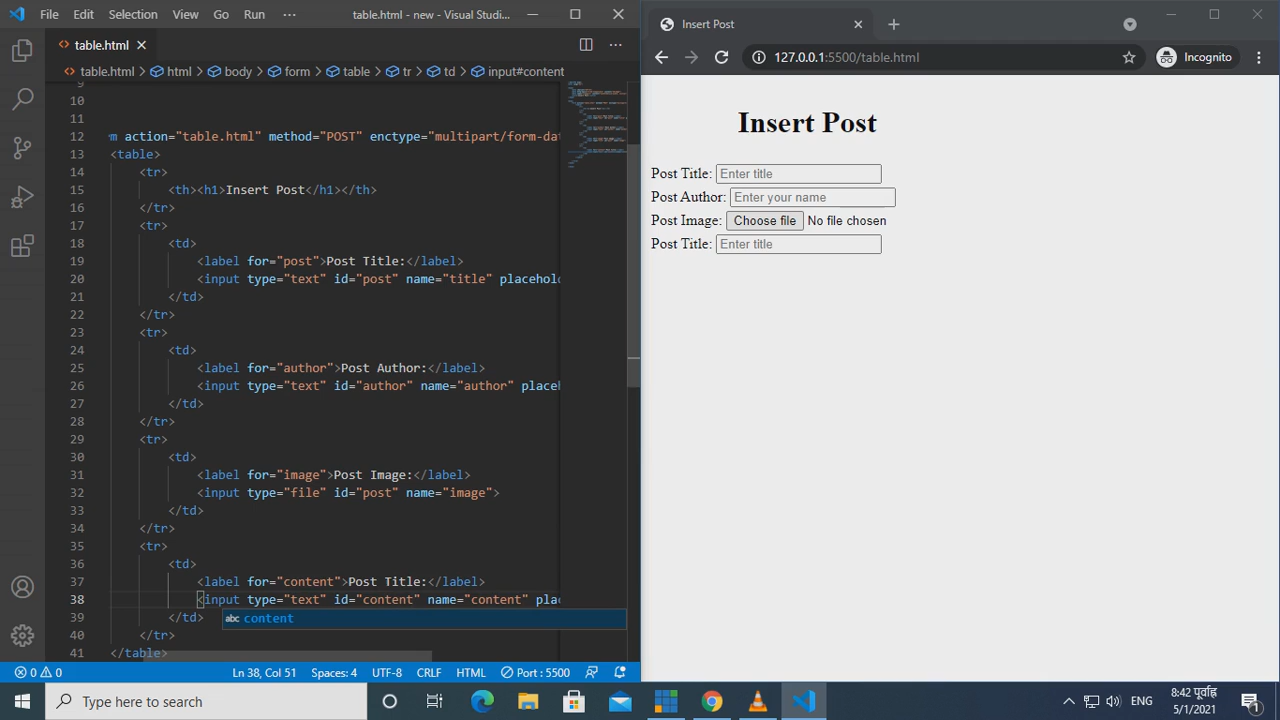 File Edit Selection View Go Run ··· table.html - new - Visual Studi...
table.html
table.html html body form table tr td input#content
9
10
11
12 m action="table.html" method="POST" enctype="multipart/form-dat
13 <table>
14 <tr>
15 <th><h1>Insert Post</h1></th>
16 </tr>
17 <tr>
18 <td>
19 <label for="post">Post Title:</label>
20 <input type="text" id="post" name="title" placehold
21 </td>
22 </tr>
23 <tr>
24 <td>
25 <label for="author">Post Author:</label>
26 <input type="text" id="author" name="author" placeh
27 </td>
28 </tr>
29 <tr>
30 <td>
31 <label for="image">Post Image:</label>
32 <input type="file" id="post" name="image">
33 </td>
34 </tr>
35 <tr>
36 <td>
37 <label for="content">Post Title:</label>
38 <input type="text" id="content" name="content" plac
39 </td>
abc content
40 </tr>
41 </table>
0 0 Ln 38, Col 51 Spaces: 4 UTF-8 CRLF HTML Port : 5500
Insert Post
127.0.0.1:5500/table.html Incognito
Insert Post
Post Title: Enter title
Post Author: Enter your name
Post Image: Choose file No file chosen
Post Title: Enter title
Type here to search
ENG
8:42 पूर्वाह्न
5/1/2021
1